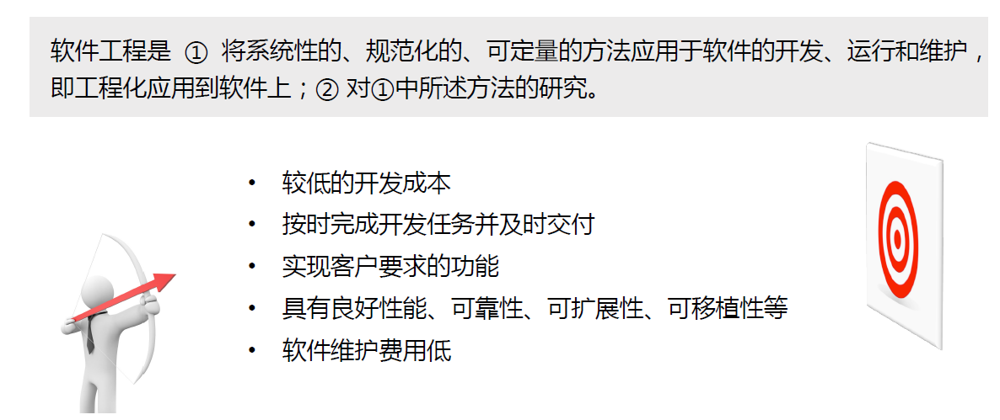 软件工程是 ① 将系统性的、规范化的、可定量的方法应用于软件的开发、运行和维护，
即工程化应用到软件上；② 对①中所述方法的研究。
• 较低的开发成本
• 按时完成开发任务并及时交付
• 实现客户要求的功能
• 具有良好性能、可靠性、可扩展性、可移植性等
• 软件维护费用低